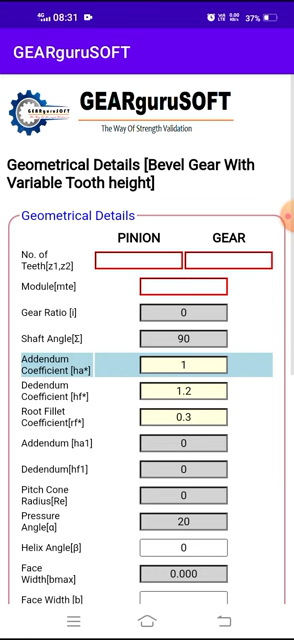 4G 08:31 37%
GEARguruSOFT
GEARguruSOFT
GEARguruSOFT
The Way Of Strength Validation
Geometrical Details [Bevel Gear With
Variable Tooth height]
Geometrical Details
PINION GEAR
No. of
Teeth[z1,z2]
Module[mte]
Gear Ratio [i] 0
Shaft Angle[Σ] 90
Addendum
Coefficient [ha*] 1
Dedendum
Coefficient [hf*] 1.2
Root Fillet
Coefficient[rf*] 0.3
Addendum [ha1] 0
Dedendum[hf1] 0
Pitch Cone
Radius[Re] 0
Pressure
Angle[α] 20
Helix Angle[β] 0
Face
Width[bmax] 0.000
Face Width [b]